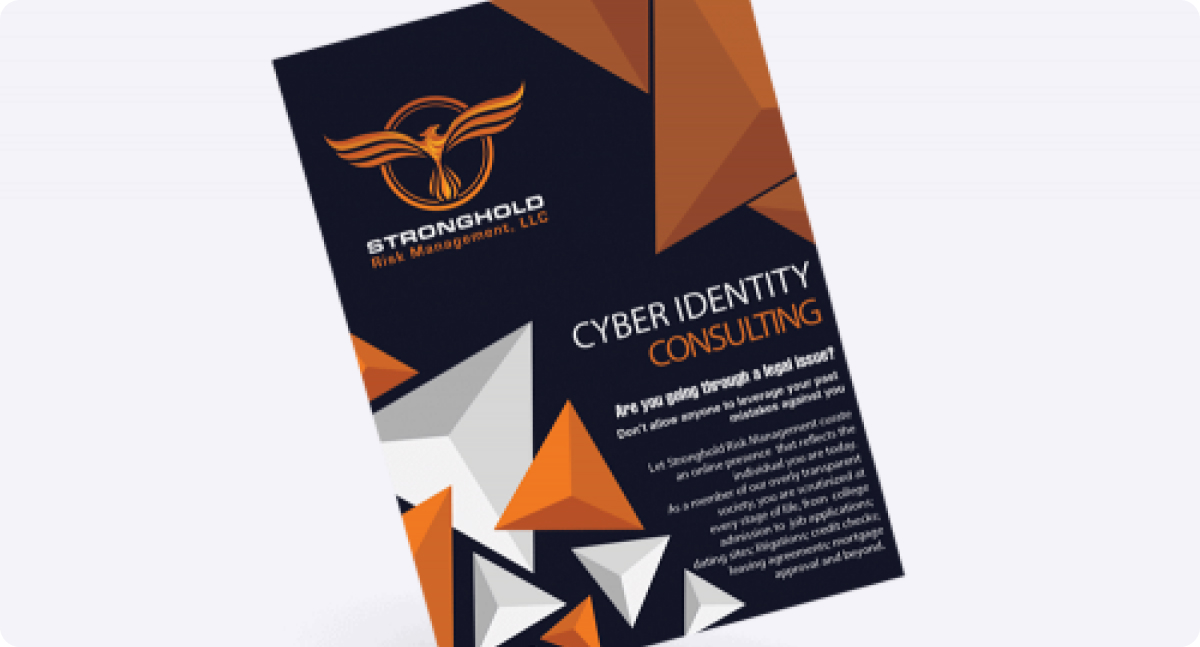 STRONGHOLD
Risk Management, LLC
CYBER IDENTITY
CONSULTING
Are you going through a legal issue?
Don't allow anyone to leverage your past
mistakes against you
Let Stronghold Risk Management create
an online presence that reflects the
individual you are today.
As a member of our overly transparent
society, you are scrutinized at
every stage of life, from college
admission to job applications;
dating sites; litigations; credit checks;
leasing agreements; mortgage
approval and beyond.